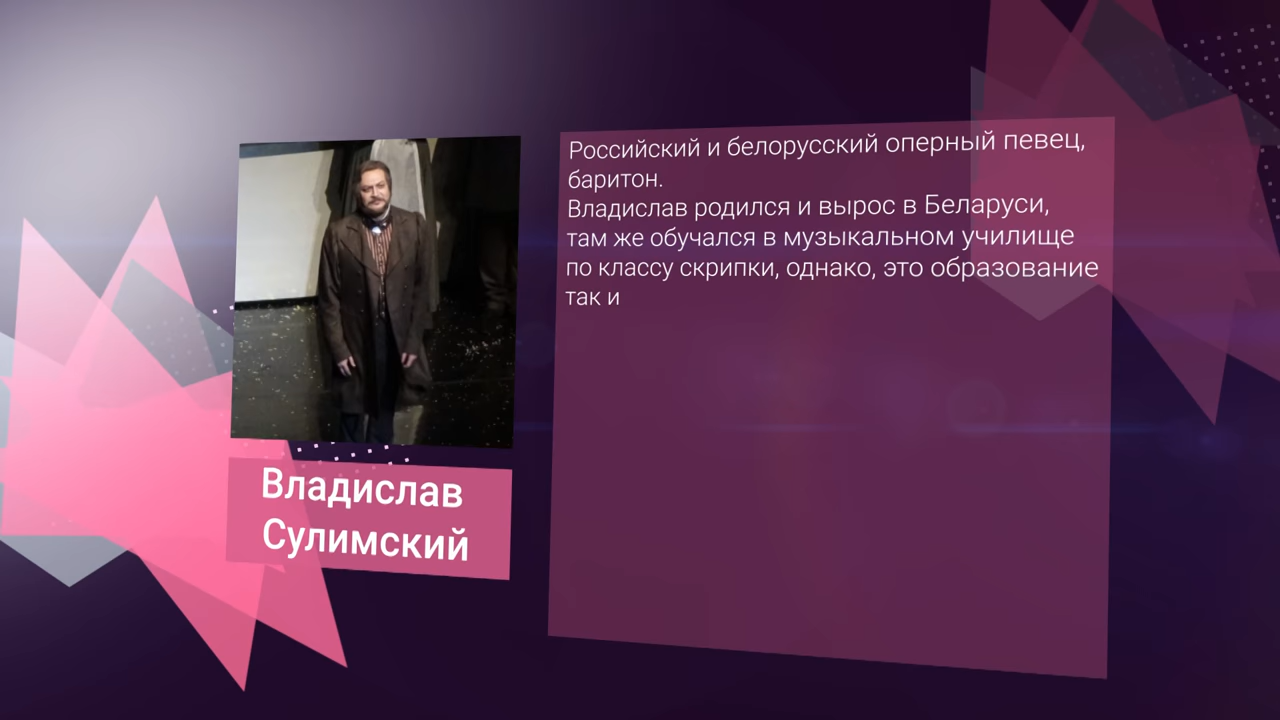 Российский и белорусский оперный певец,
баритон.
Владислав родился и вырос в Беларуси,
там же обучался в музыкальном училище
по классу скрипки, однако, это образование
так и
Владислав
Сулимский